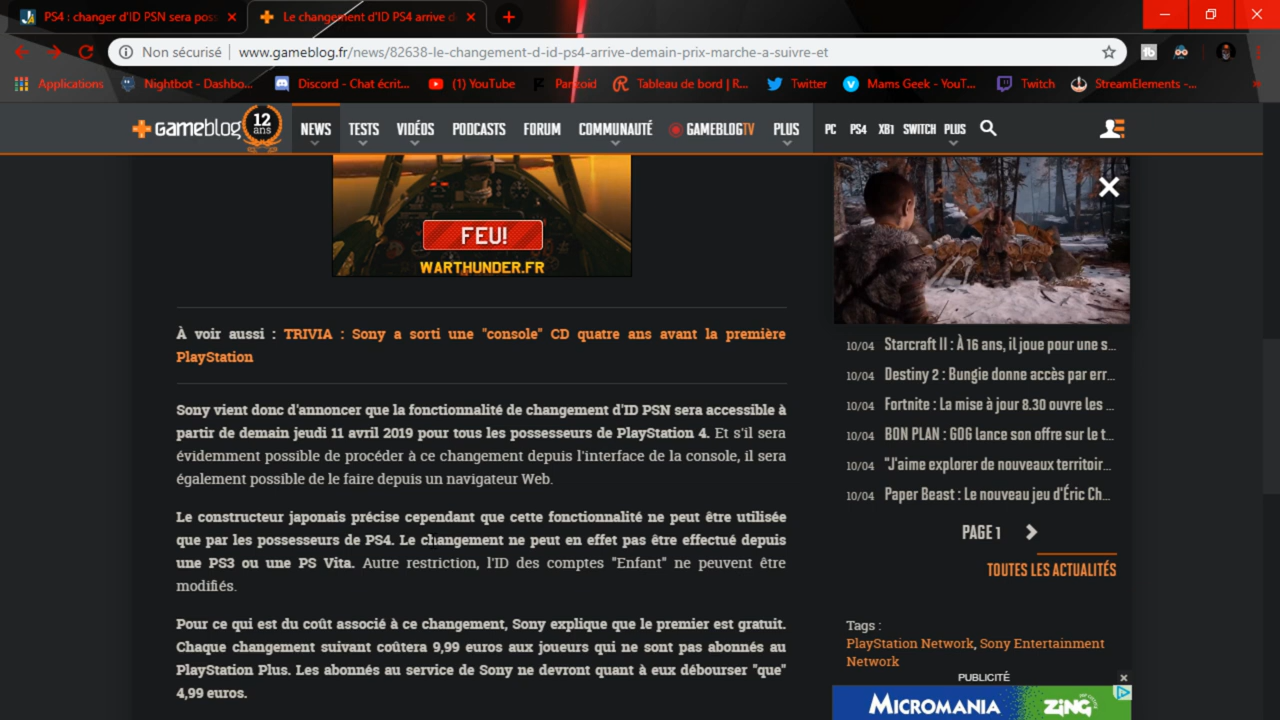 PS4 : changer d'ID PSN sera poss
Le changement d'ID PS4 arrive d
Non sécurisé
www.gameblog.fr/news/82638-le-changement-d-id-ps4-arrive-demain-prix-marche-a-suivre-et
Applications
Nightbot - Dashbo...
Discord - Chat écrit...
(1) YouTube
Tableau de bord | R...
Twitter
Mams Geek - YouT...
Twitch
StreamElements -...
gameblog 12 ans
NEWS TESTS VIDÉOS PODCASTS FORUM COMMUNAUTÉ GAMEBLOGTV PLUS PC PS4 XB1 SWITCH PLUS
FEU!
WARTHUNDER.FR
À voir aussi : TRIVIA : Sony a sorti une "console" CD quatre ans avant la première
PlayStation
Sony vient donc d'annoncer que la fonctionnalité de changement d'ID PSN sera accessible à
partir de demain jeudi 11 avril 2019 pour tous les possesseurs de PlayStation 4. Et s'il sera
évidemment possible de procéder à ce changement depuis l'interface de la console, il sera
également possible de le faire depuis un navigateur Web.
Le constructeur japonais précise cependant que cette fonctionnalité ne peut être utilisée
que par les possesseurs de PS4. Le changement ne peut en effet pas être effectué depuis
une PS3 ou une PS Vita. Autre restriction, l'ID des comptes "Enfant" ne peuvent être
modifiés.
Pour ce qui est du coût associé à ce changement, Sony explique que le premier est gratuit.
Chaque changement suivant coûtera 9,99 euros aux joueurs qui ne sont pas abonnés au
PlayStation Plus. Les abonnés au service de Sony ne devront quant à eux débourser "que"
4,99 euros.
10/04 Starcraft II : À 16 ans, il joue pour une s...
10/04 Destiny 2 : Bungie donne accès par err...
10/04 Fortnite : La mise à jour 8.30 ouvre les ...
10/04 BON PLAN : GOG lance son offre sur le t...
10/04 "J'aime explorer de nouveaux territoir...
10/04 Paper Beast : Le nouveau jeu d'Éric Ch...
PAGE 1
TOUTES LES ACTUALITÉS
Tags :
PlayStation Network, Sony Entertainment
Network
PUBLICITÉ
MICROMANIA ZiNG